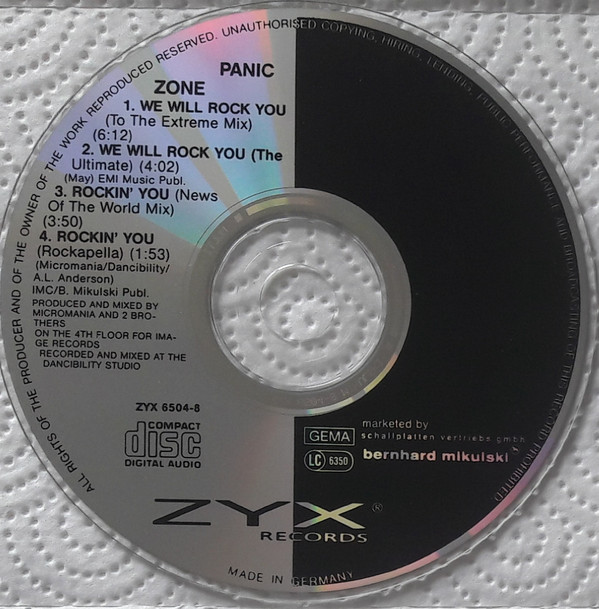 ALL RIGHTS OF THE PRODUCER AND OF THE OWNER OF THE WORK REPRODUCED RESERVED. UNAUTHORISED COPYING, HIRING, LENDING, PUBLIC PERFORMANCE AND BROADCASTING OF THIS RECORD PROHIBITED
PANIC
ZONE
1. WE WILL ROCK YOU
(To The Extreme Mix)
(6:12)
2. WE WILL ROCK YOU (The
Ultimate) (4:02)
(May) EMI Music Publ.
3. ROCKIN' YOU (News
Of The World Mix)
(3:50)
4. ROCKIN' YOU
(Rockapella) (1:53)
(Micromania/Dancibility/
A.L. Anderson)
IMC/B. Mikulski Publ.
PRODUCED AND MIXED BY
MICROMANIA AND 2 BRO-
THERS
ON THE 4TH FLOOR FOR IMA-
GE RECORDS
RECORDED AND MIXED AT THE
DANCIBILITY STUDIO
ZYX 6504-8
COMPACT
disc
DIGITAL AUDIO
GEMA
LC 6350
marketed by
schallplatten vertriebs gmbh
bernhard mikulski
ZYX®
RECORDS
MADE IN GERMANY